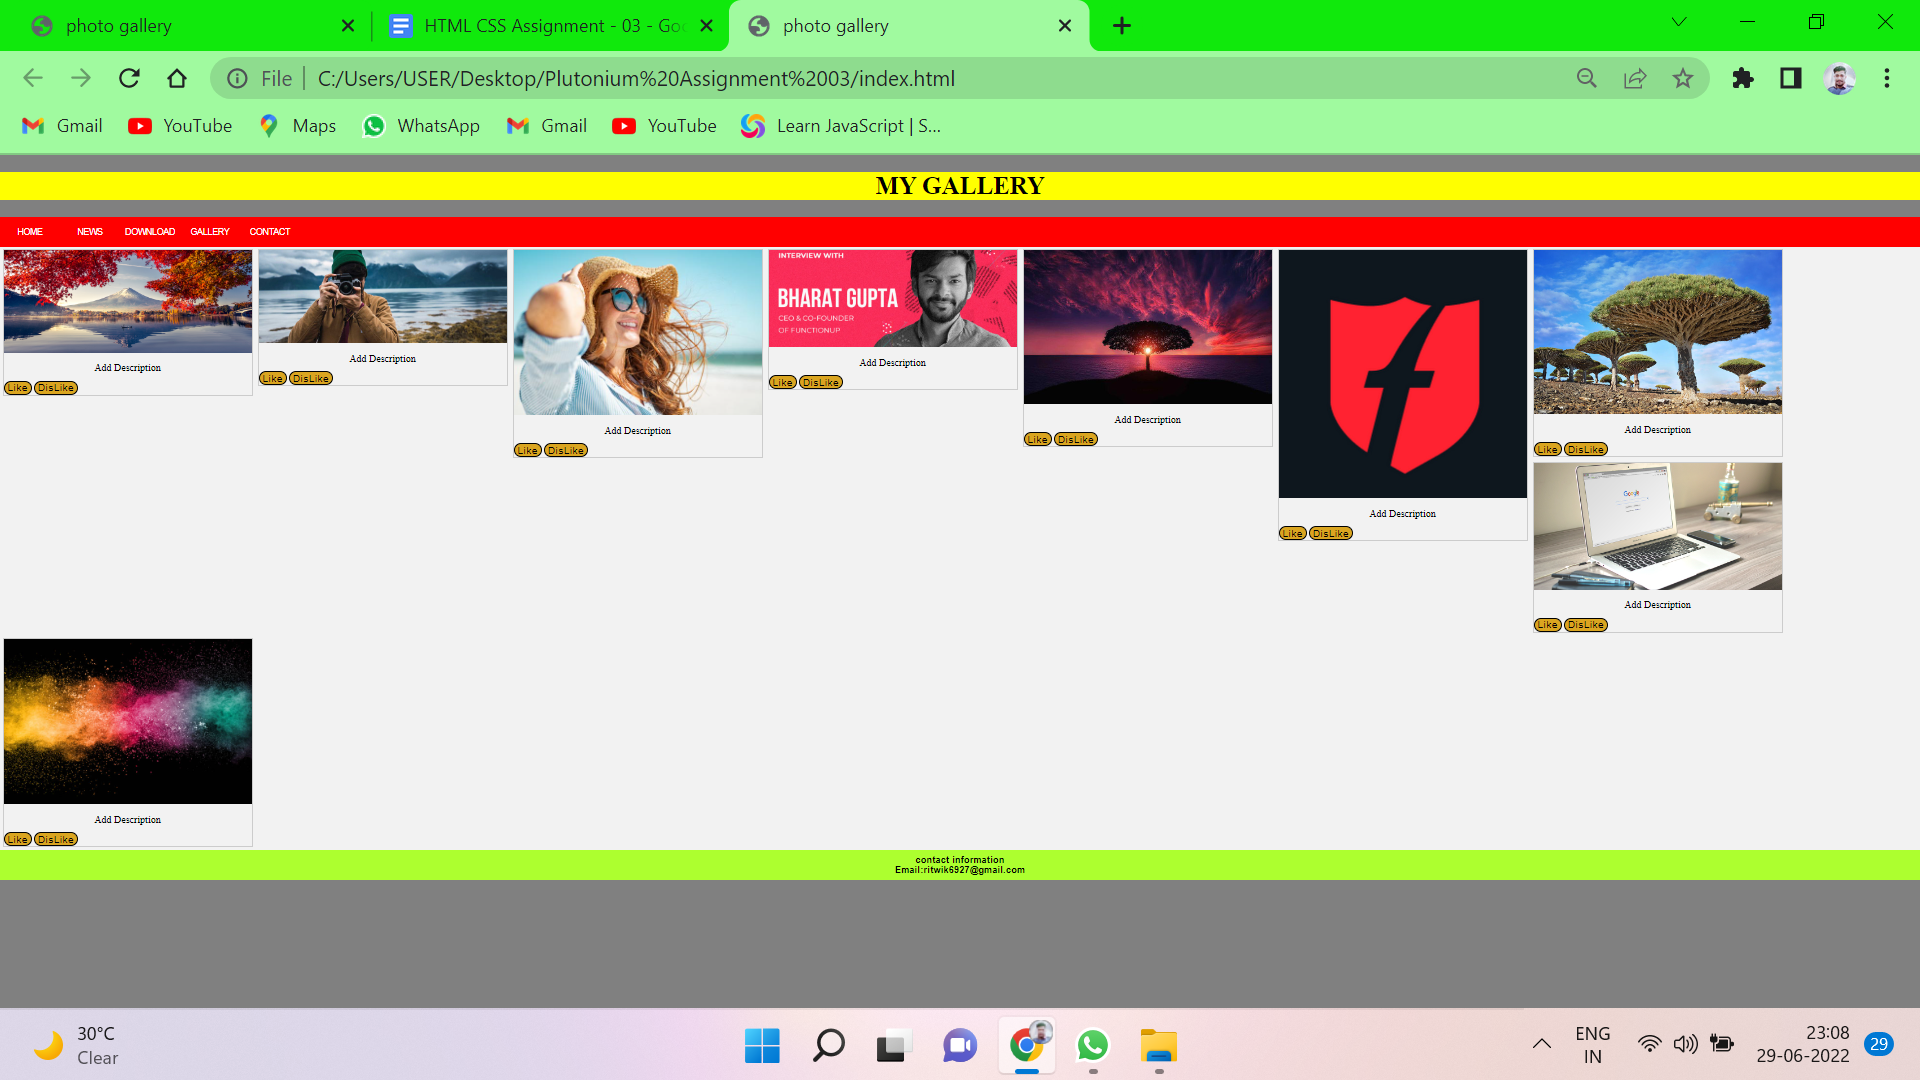 photo gallery
HTML CSS Assignment - 03 - Goo
photo gallery
File
C:/Users/USER/Desktop/Plutonium%20Assignment%2003/index.html
Gmail
YouTube
Maps
WhatsApp
Gmail
YouTube
Learn JavaScript | S...
MY GALLERY
HOME NEWS DOWNLOAD GALLERY CONTACT
INTERVIEW WITH
BHARAT GUPTA
CEO & CO-FOUNDER
OF FUNCTIONUP
f
Google
Add Description
Like DisLike
Add Description
Like DisLike
Add Description
Like DisLike
Add Description
Like DisLike
Add Description
Like DisLike
Add Description
Like DisLike
Add Description
Like DisLike
Add Description
Like DisLike
Add Description
Like DisLike
contact information
Email:ritwik6927@gmail.com
30°C
Clear
ENG
IN
23:08
29-06-2022
29